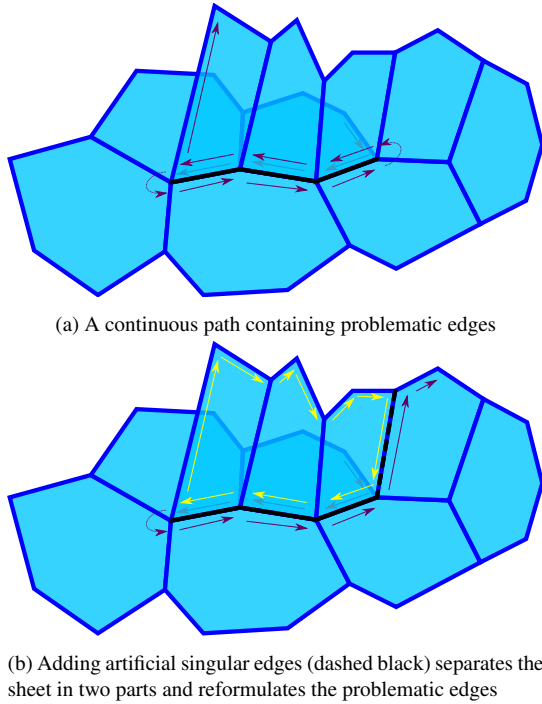 (a) A continuous path containing problematic edges
(b) Adding artificial singular edges (dashed black) separates the
sheet in two parts and reformulates the problematic edges